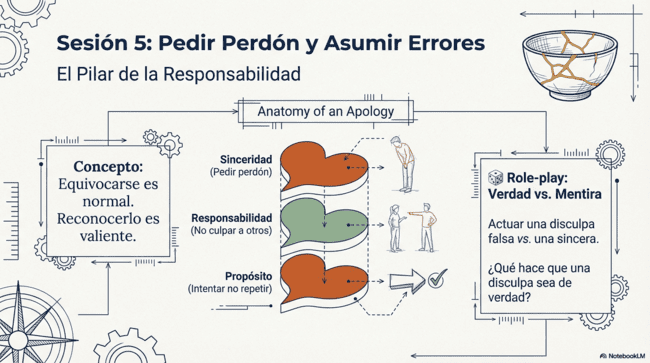 Sesión 5: Pedir Perdón y Asumir Errores
El Pilar de la Responsabilidad
Anatomy of an Apology
Concepto:
Equivocarse es
normal.
Reconocerlo es
valiente.
Sinceridad
(Pedir perdón)
Responsabilidad
(No culpar a otros)
Propósito
(Intentar no repetir)
Role-play:
Verdad vs. Mentira
Actuar una disculpa
falsa vs. una sincera.
¿Qué hace que una
disculpa sea de
verdad?
NotebookLM